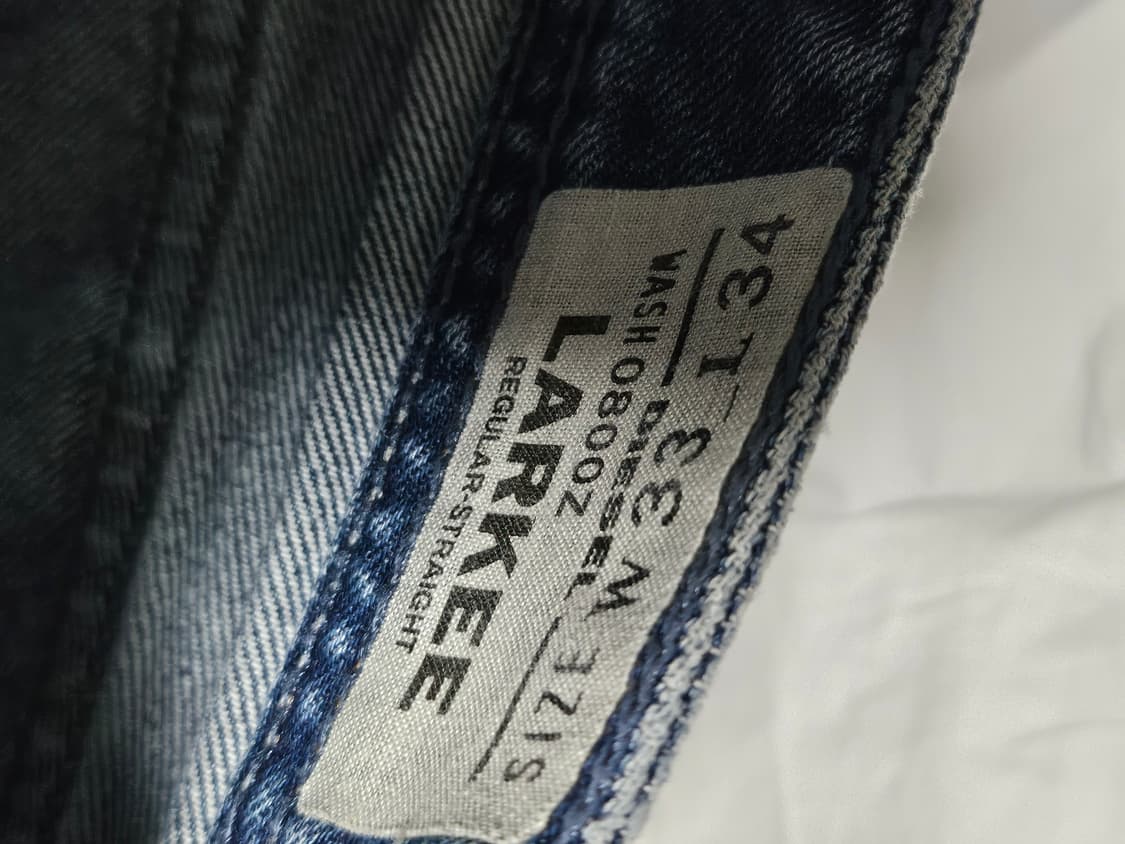 DIESEL
WASH 0800Z
LARKEE
REGULAR-STRAIGHT
SIZE W 33 L 34